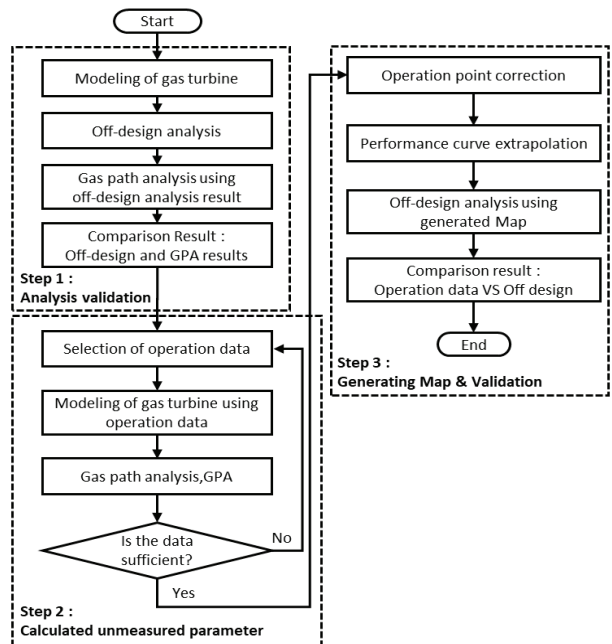 Start
Modeling of gas turbine
Off-design analysis
Gas path analysis using
off-design analysis result
Comparison Result :
Off-design and GPA results
Step 1 :
Analysis validation
Selection of operation data
Modeling of gas turbine using
operation data
Gas path analysis,GPA
Is the data
sufficient?
No
Yes
Step 2 :
Calculated unmeasured parameter
Operation point correction
Performance curve extrapolation
Off-design analysis using
generated Map
Comparison result :
Operation data VS Off design
End
Step 3 :
Generating Map & Validation